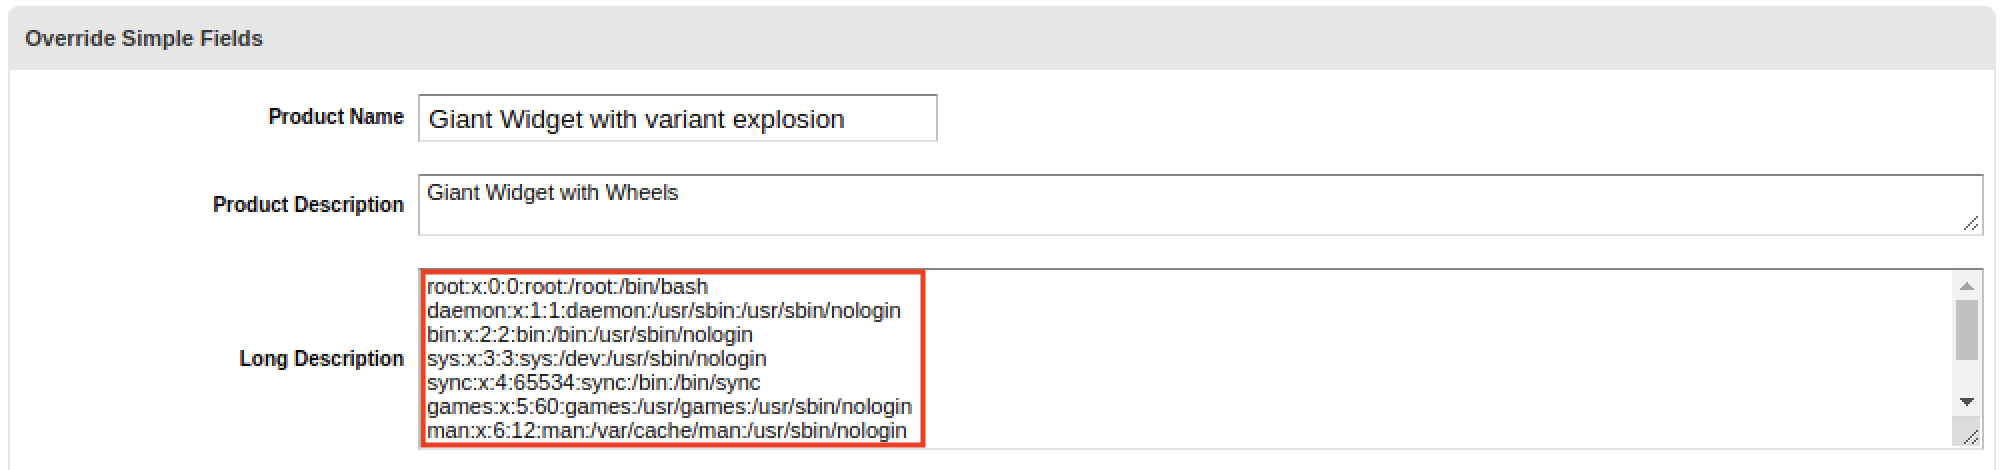 Override Simple Fields
Product Name
Giant Widget with variant explosion
Product Description
Giant Widget with Wheels
Long Description
root:x:0:0:root:/root:/bin/bash
daemon:x:1:1:daemon:/usr/sbin:/usr/sbin/nologin
bin:x:2:2:bin:/bin:/usr/sbin/nologin
sys:x:3:3:sys:/dev:/usr/sbin/nologin
sync:x:4:65534:sync:/bin:/bin/sync
games:x:5:60:games:/usr/games:/usr/sbin/nologin
man:x:6:12:man:/var/cache/man:/usr/sbin/nologin